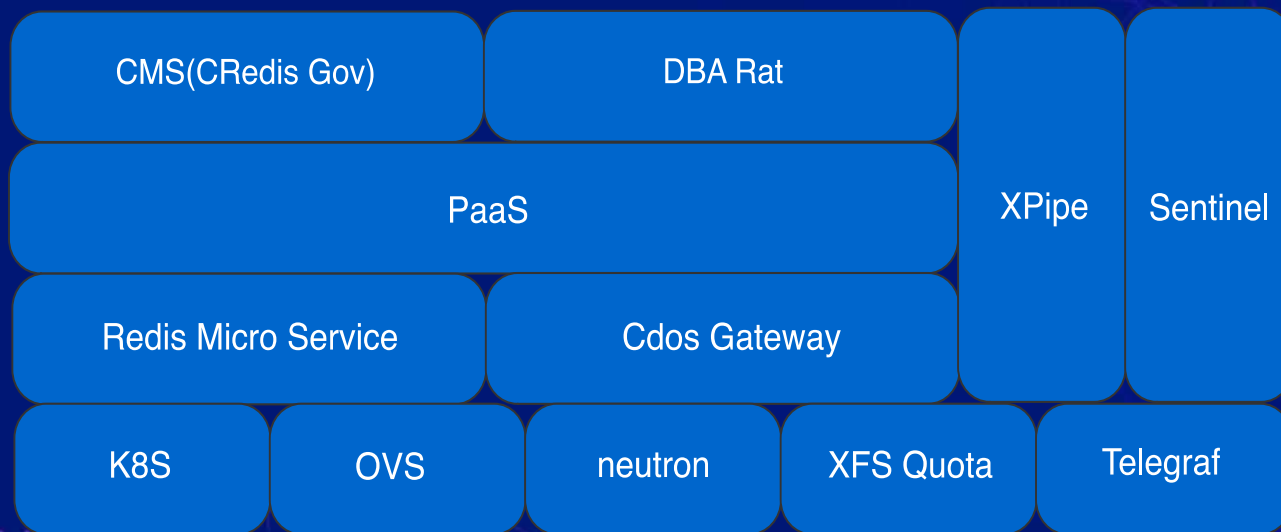 CMS(CRedis Gov)
DBA Rat
XPipe
Sentinel
PaaS
Redis Micro Service
Cdos Gateway
K8S
OVS
neutron
XFS Quota
Telegraf